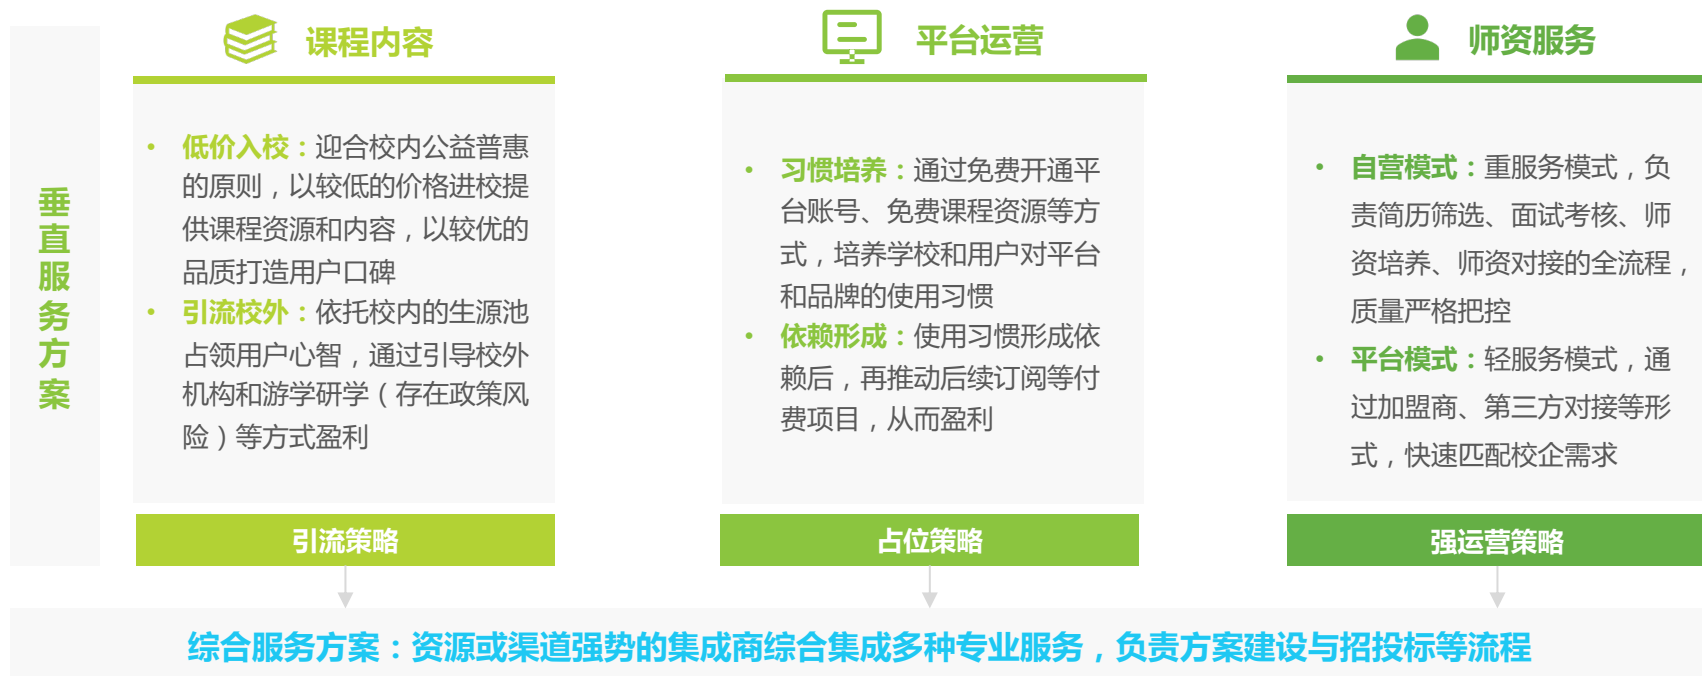 垂直服务方案
课程内容
低价入校：迎合校内公益普惠
的原则，以较低的价格进校提
供课程资源和内容，以较优的
品质打造用户口碑
引流校外：依托校内的生源池
占领用户心智，通过引导校外
机构和游学研学（存在政策风
险）等方式盈利
引流策略
平台运营
习惯培养：通过免费开通平
台账号、免费课程资源等方
式，培养学校和用户对平台
和品牌的使用习惯
依赖形成：使用习惯形成依
赖后，再推动后续订阅等付
费项目，从而盈利
占位策略
师资服务
自营模式：重服务模式，负
责简历筛选、面试考核、师
资培养、师资对接的全流程，
质量严格把控
平台模式：轻服务模式，通
过加盟商、第三方对接等形
式，快速匹配校企需求
强运营策略
综合服务方案：资源或渠道强势的集成商综合集成多种专业服务，负责方案建设与招投标等流程